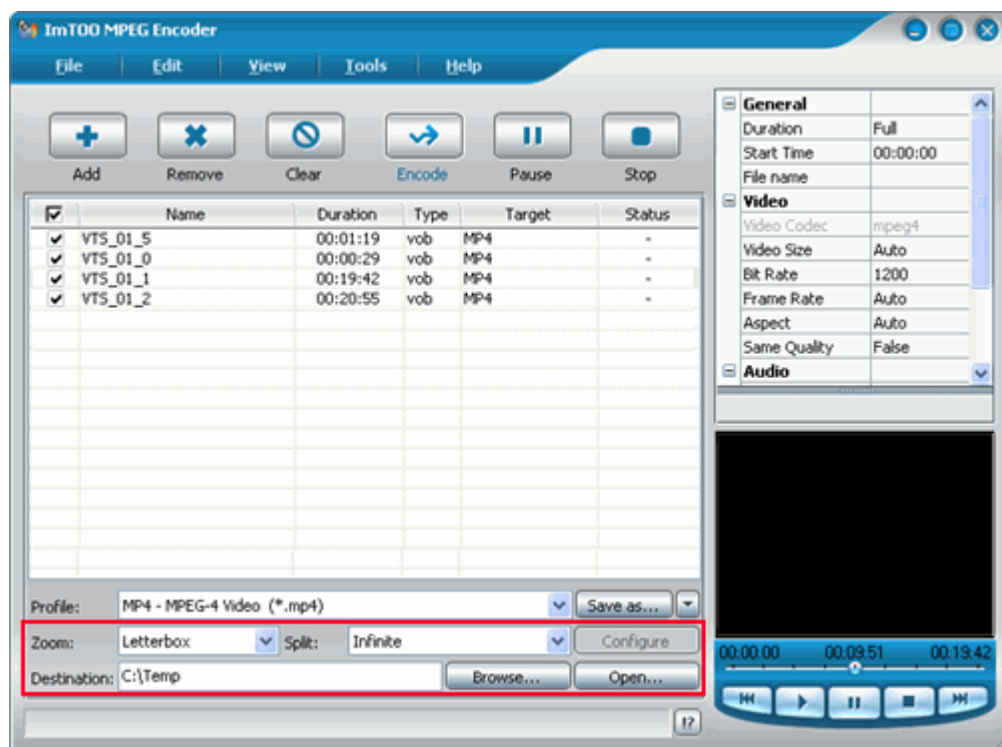 ImTOO MPEG Encoder
File Edit View Tools Help
Add Remove Clear Encode Pause Stop
Name Duration Type Target Status
VTS_01_5 00:01:19 vob MP4 -
VTS_01_0 00:00:29 vob MP4 -
VTS_01_1 00:19:42 vob MP4 -
VTS_01_2 00:20:55 vob MP4 -
Profile: MP4 - MPEG-4 Video (*.mp4) Save as...
Zoom: Letterbox Split: Infinite Configure
Destination: C:\Temp Browse... Open...
!?
General
Duration Full
Start Time 00:00:00
File name
Video
Video Codec mpeg4
Video Size Auto
Bit Rate 1200
Frame Rate Auto
Aspect Auto
Same Quality False
Audio
00:00:00 00:09:51 00:19:42